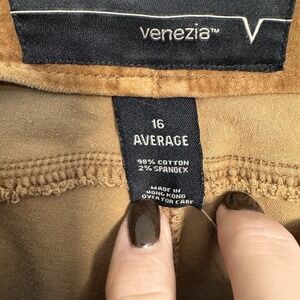 venezia™
16
AVERAGE
98% COTTON
2% SPANDEX
MADE IN
HONG KONG
OVER FOR CARE